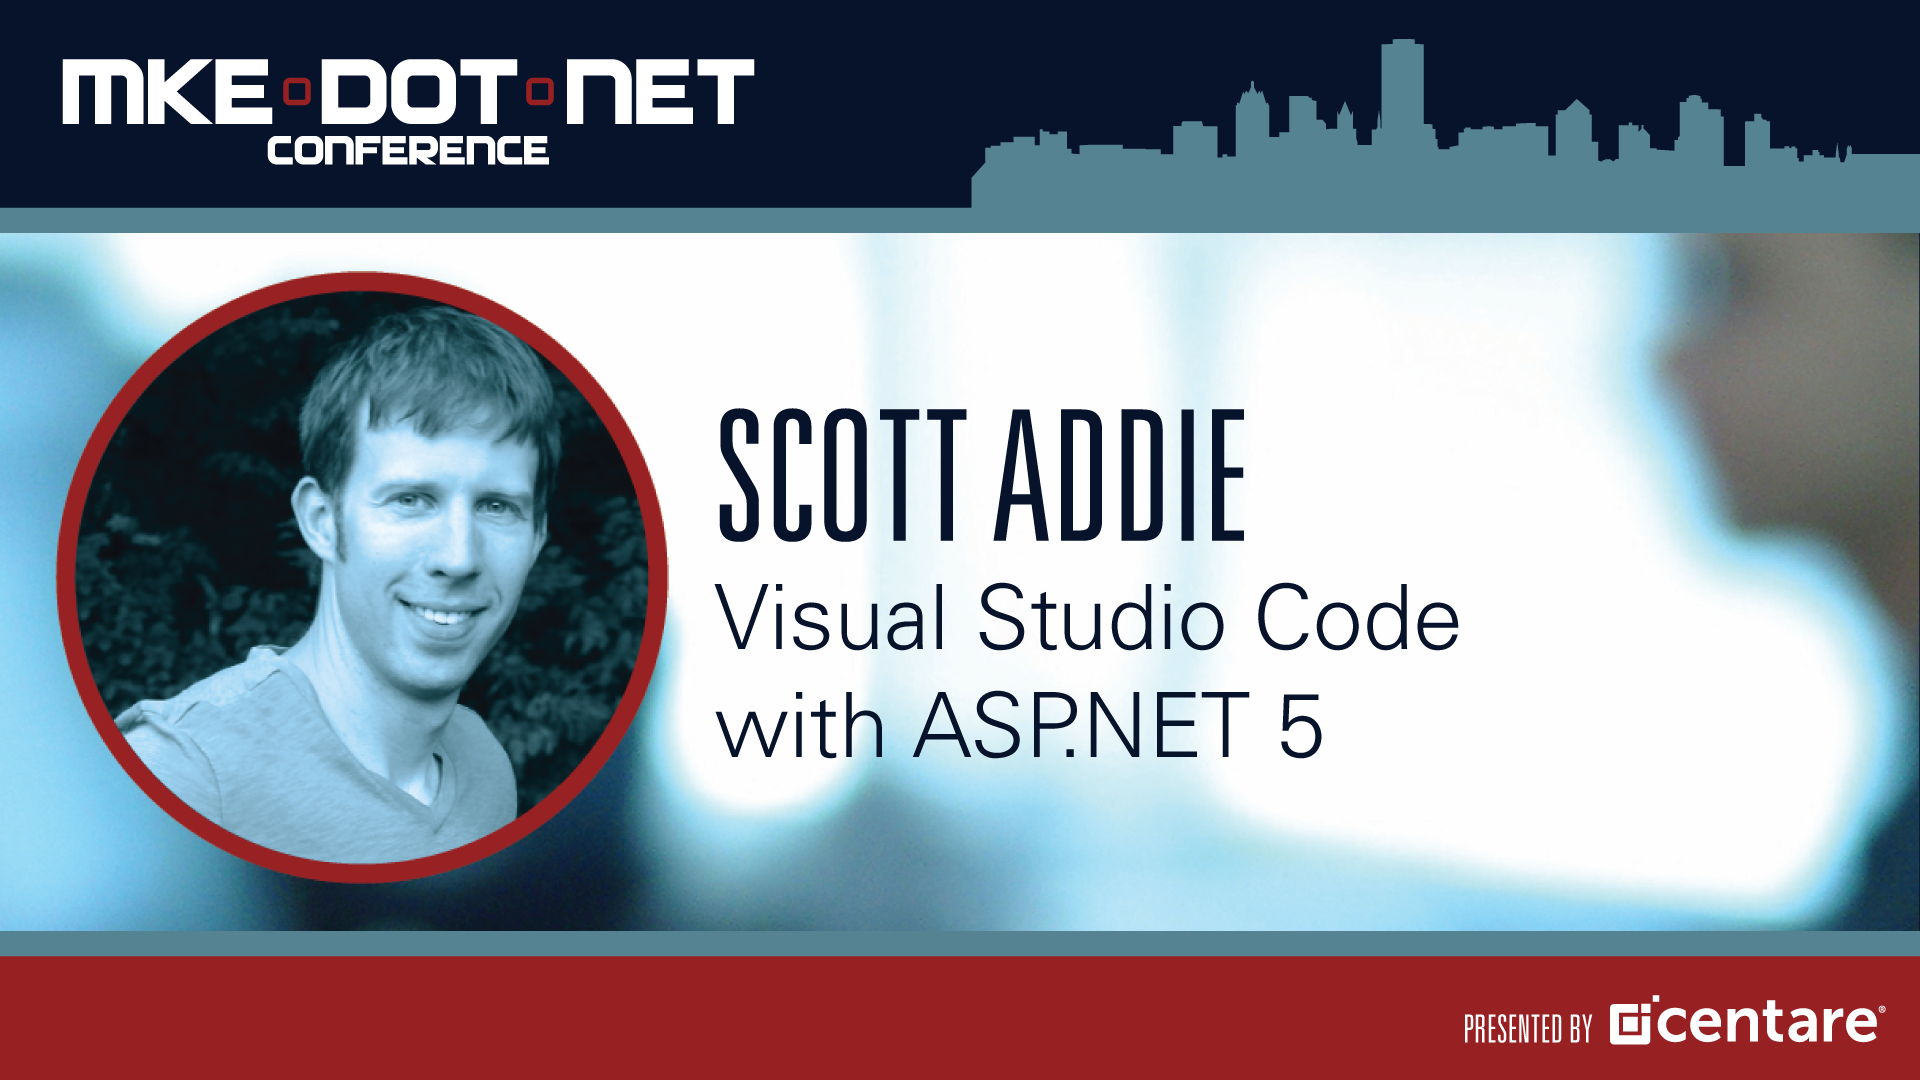 MKE DOT NET
CONFERENCE
SCOTT ADDIE
Visual Studio Code
with ASP.NET 5
PRESENTED BY centare®